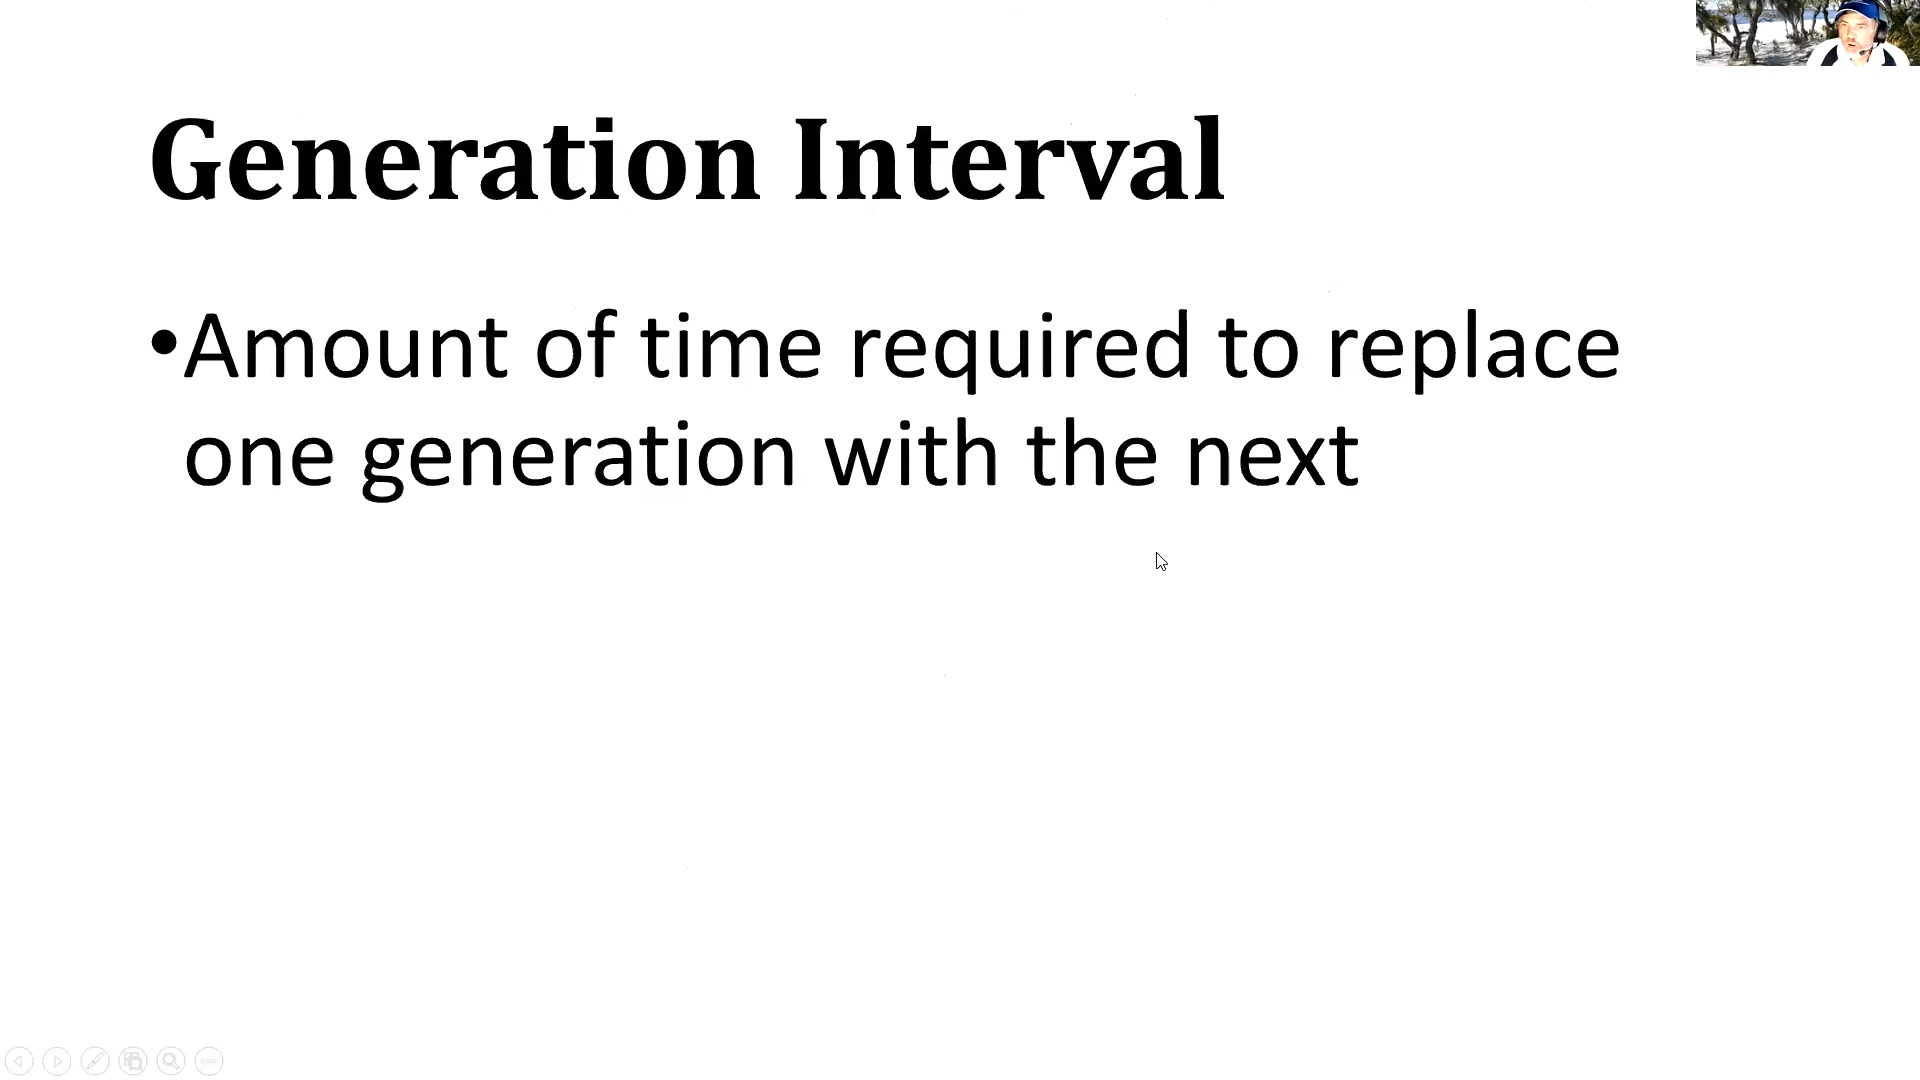 Generation Interval
•Amount of time required to replace
one generation with the next